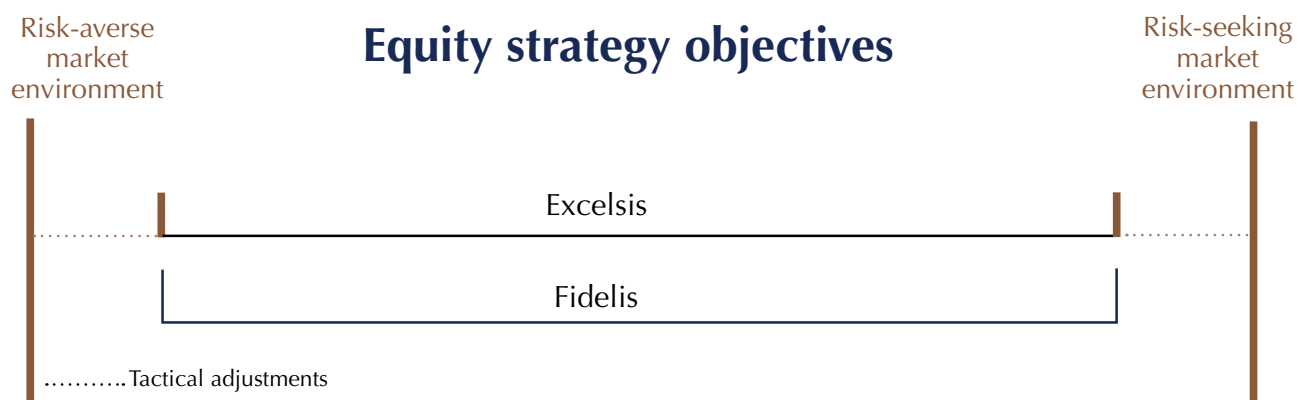 Risk-averse
market
environment
Equity strategy objectives
Risk-seeking
market
environment
Excelsis
Fidelis
...........Tactical adjustments